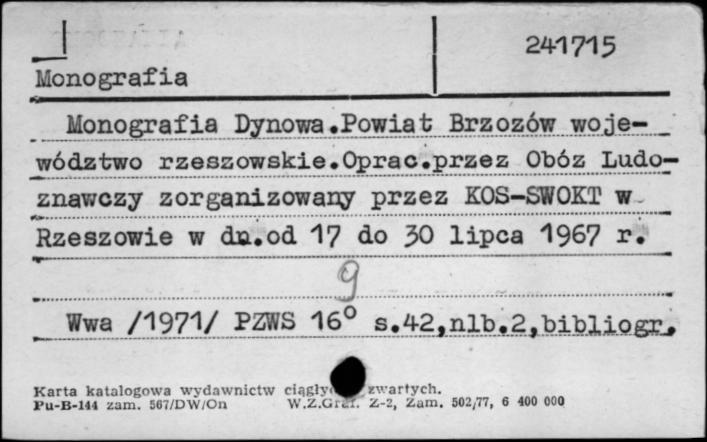 241715
Monografia
Monografia Dynowa.Powiat Brzozów woje-
wództwo rzeszowskie.Oprac.przez Obóz Ludo-
znawczy zorganizowany przez KOS-SWOKT w
Rzeszowie w dn.od 17 do 30 lipca 1967 r.
9
Wwa /1971/ PZWS 16° s.42,nlb.2,bibliogr.
Karta katalogowa wydawnictw zwartych.
Pu-B-144 zam. 567/DW/On W.Z.Graf. Z-2, Zam. 502/77, 6 400 000